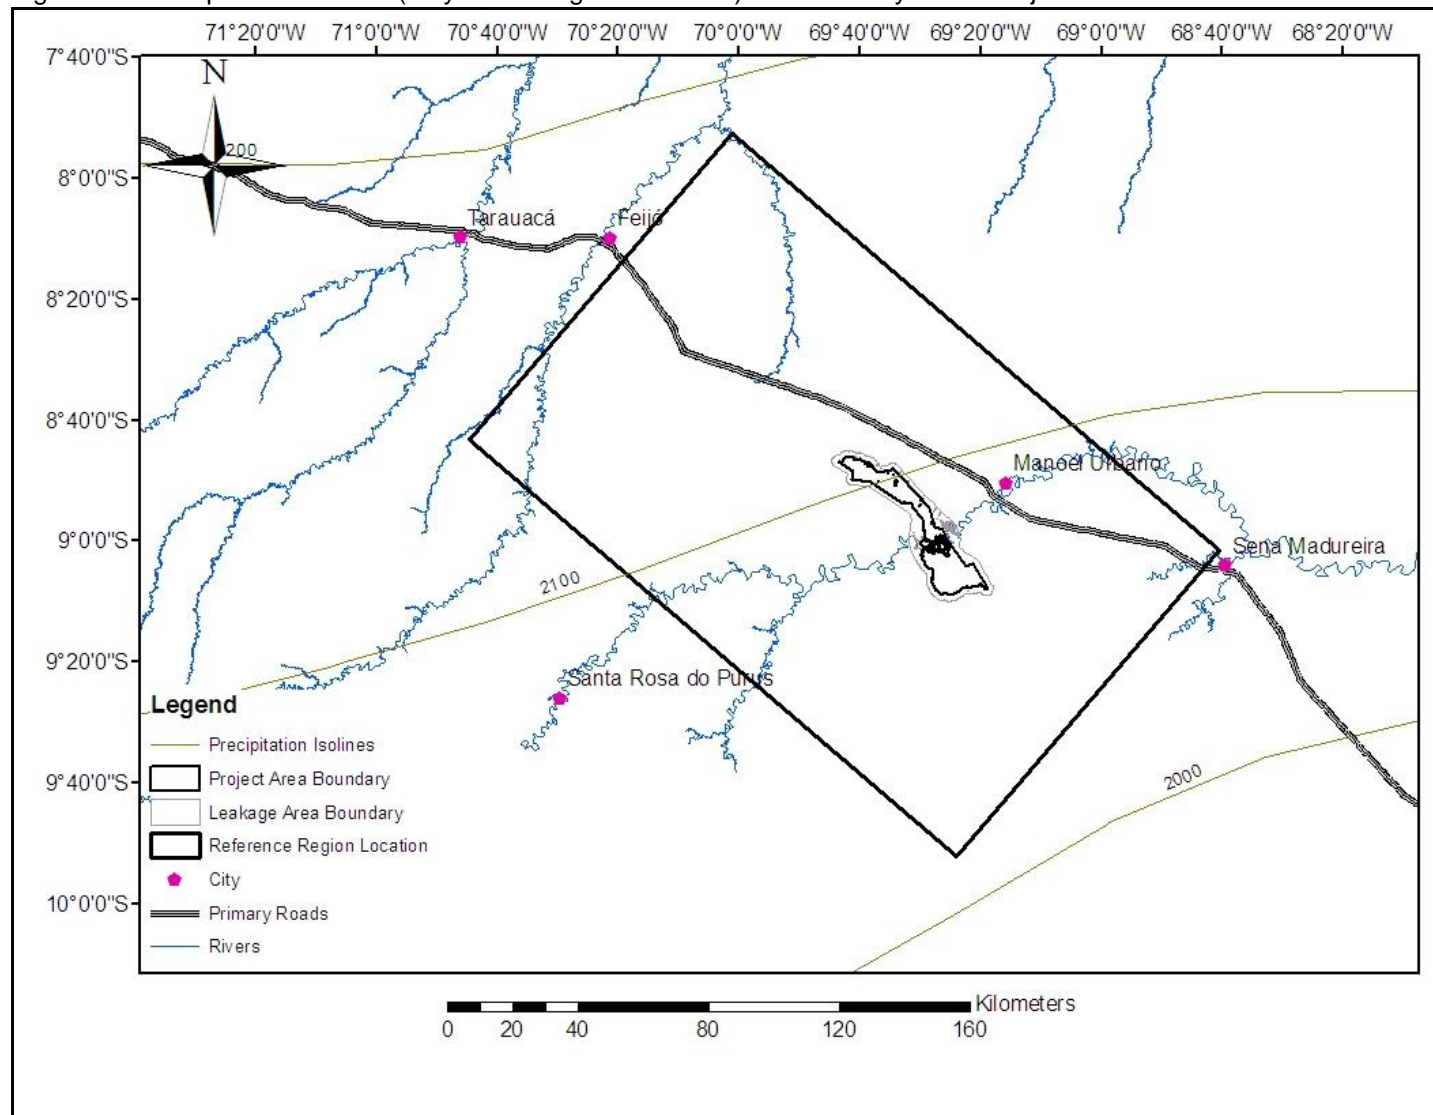 71°20'0"W 71°0'0"W 70°40'0"W 70°20'0"W 70°0'0"W 69°40'0"W 69°20'0"W 69°0'0"W 68°40'0"W 68°20'0"W
7°40'0"S
N
200
8°0'0"S
Tarauacá
Feijó
8°20'0"S
8°40'0"S
Manoel Urbano
9°0'0"S
Sena Madureira
2100
9°20'0"S
Santa Rosa do Purus
Legend
Precipitation Isolines
9°40'0"S
2000
Project Area Boundary
Leakage Area Boundary
Reference Region Location
City
10°0'0"S
Primary Roads
Rivers
Kilometers
0 20 40 80 120 160